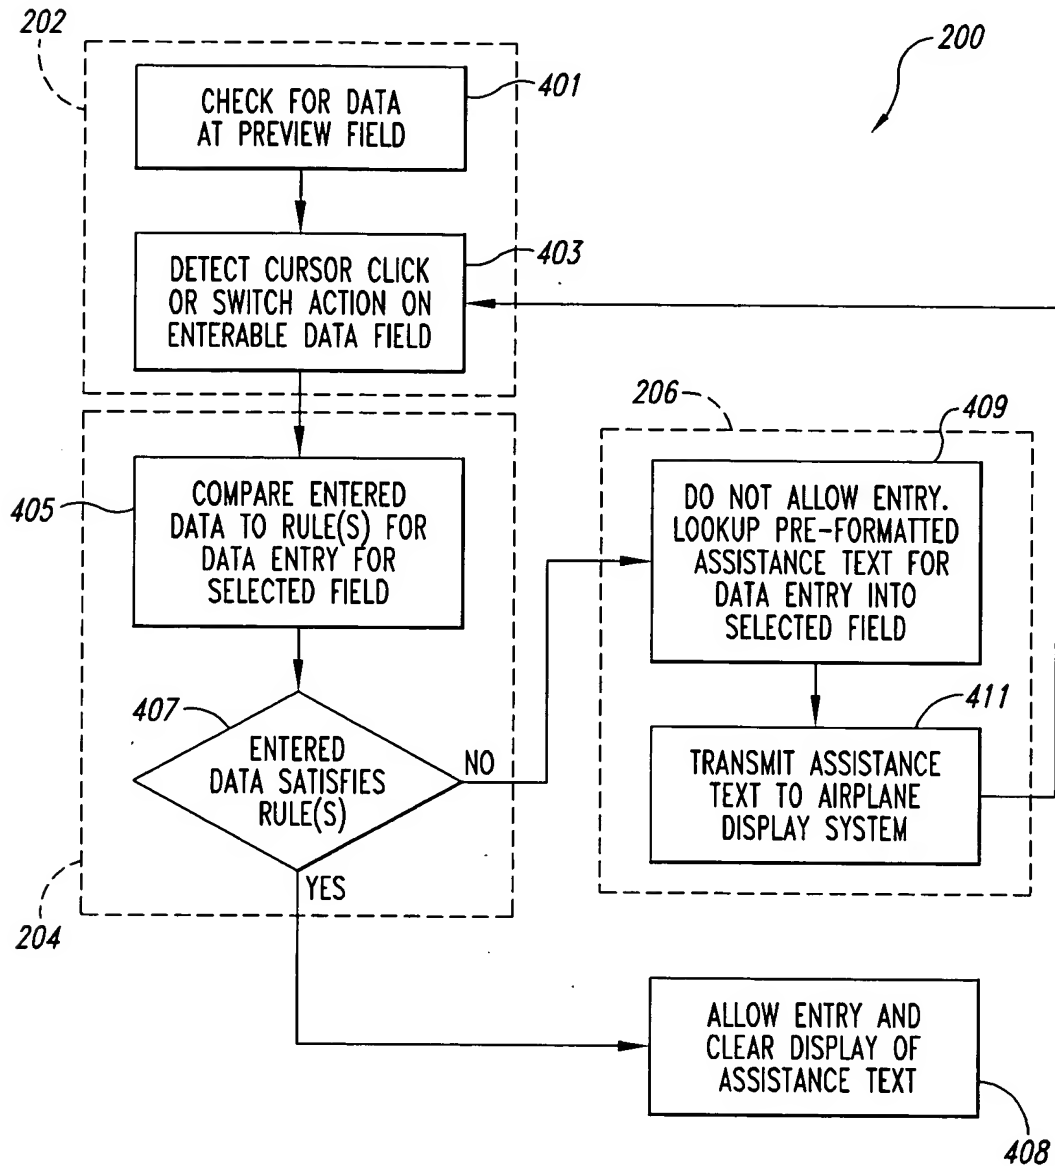 202
200
401
CHECK FOR DATA
AT PREVIEW FIELD
403
DETECT CURSOR CLICK
OR SWITCH ACTION ON
ENTERABLE DATA FIELD
206
409
405
COMPARE ENTERED
DATA TO RULE(S) FOR
DATA ENTRY FOR
SELECTED FIELD
DO NOT ALLOW ENTRY.
LOOKUP PRE-FORMATTED
ASSISTANCE TEXT FOR
DATA ENTRY INTO
SELECTED FIELD
407
ENTERED
DATA SATISFIES
RULE(S)
NO
YES
411
TRANSMIT ASSISTANCE
TEXT TO AIRPLANE
DISPLAY SYSTEM
204
ALLOW ENTRY AND
CLEAR DISPLAY OF
ASSISTANCE TEXT
408